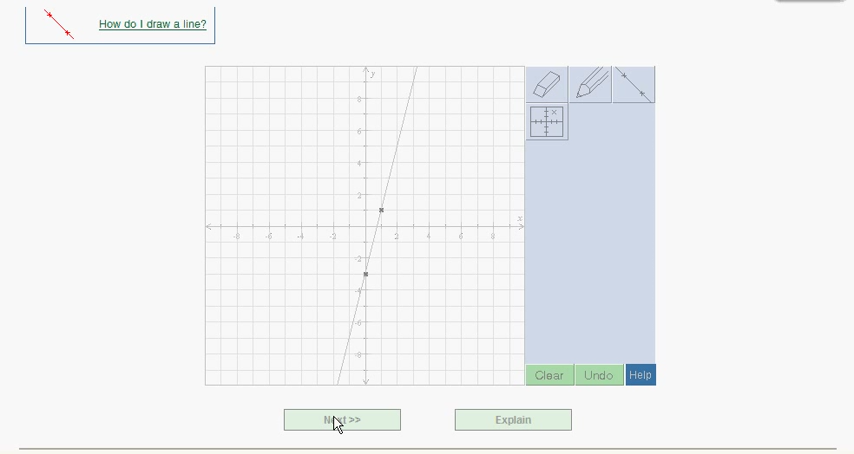 How do I draw a line?
y
8
6
4
2
x
-8 -6 -4 -2 2 4 6 8
-2
-4
-6
-8
Clear Undo Help
Next >> Explain